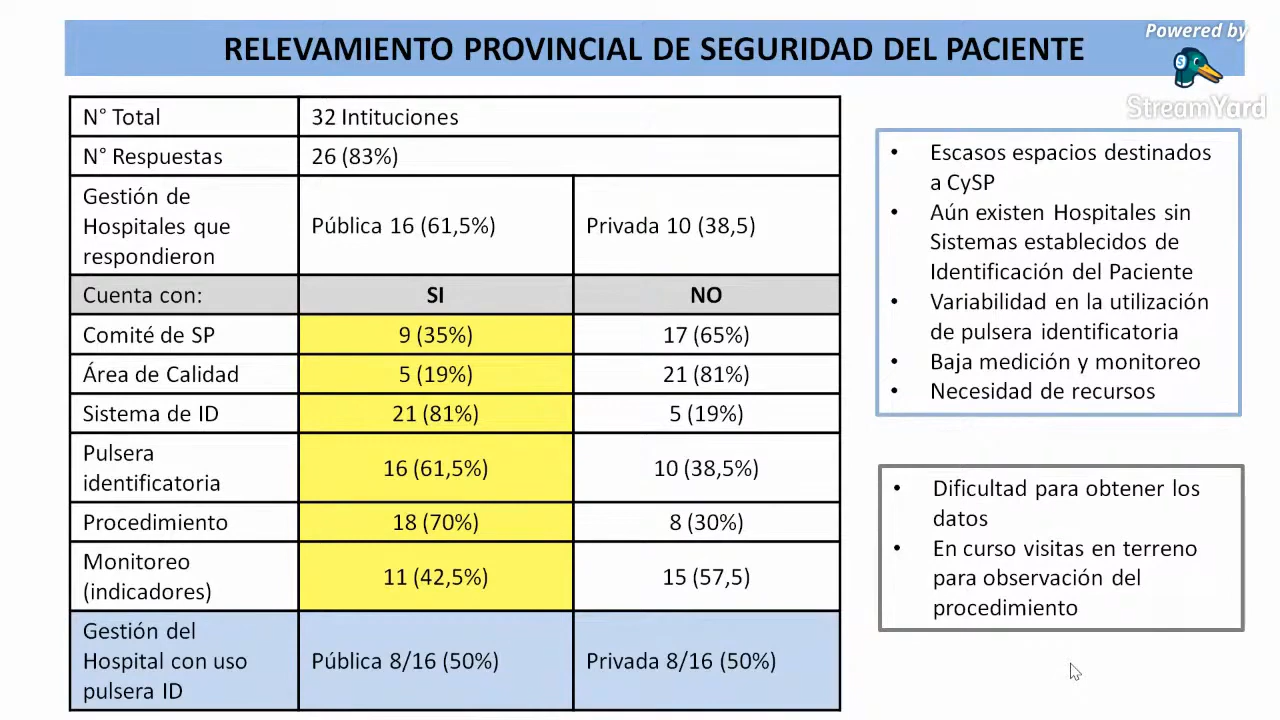 RELEVAMIENTO PROVINCIAL DE SEGURIDAD DEL PACIENTE
Powered by
S
StreamYard
N° Total
32 Intituciones
N° Respuestas
26 (83%)
Gestión de
Hospitales que
respondieron
Pública 16 (61,5%)
Privada 10 (38,5)
Cuenta con:
SI
NO
Comité de SP
9 (35%)
17 (65%)
Área de Calidad
5 (19%)
21 (81%)
Sistema de ID
21 (81%)
5 (19%)
Pulsera
identificatoria
16 (61,5%)
10 (38,5%)
Procedimiento
18 (70%)
8 (30%)
Monitoreo
(indicadores)
11 (42,5%)
15 (57,5)
Gestión del
Hospital con uso
pulsera ID
Pública 8/16 (50%)
Privada 8/16 (50%)
• Escasos espacios destinados
a CySP
• Aún existen Hospitales sin
Sistemas establecidos de
Identificación del Paciente
• Variabilidad en la utilización
de pulsera identificatoria
• Baja medición y monitoreo
• Necesidad de recursos
• Dificultad para obtener los
datos
• En curso visitas en terreno
para observación del
procedimiento